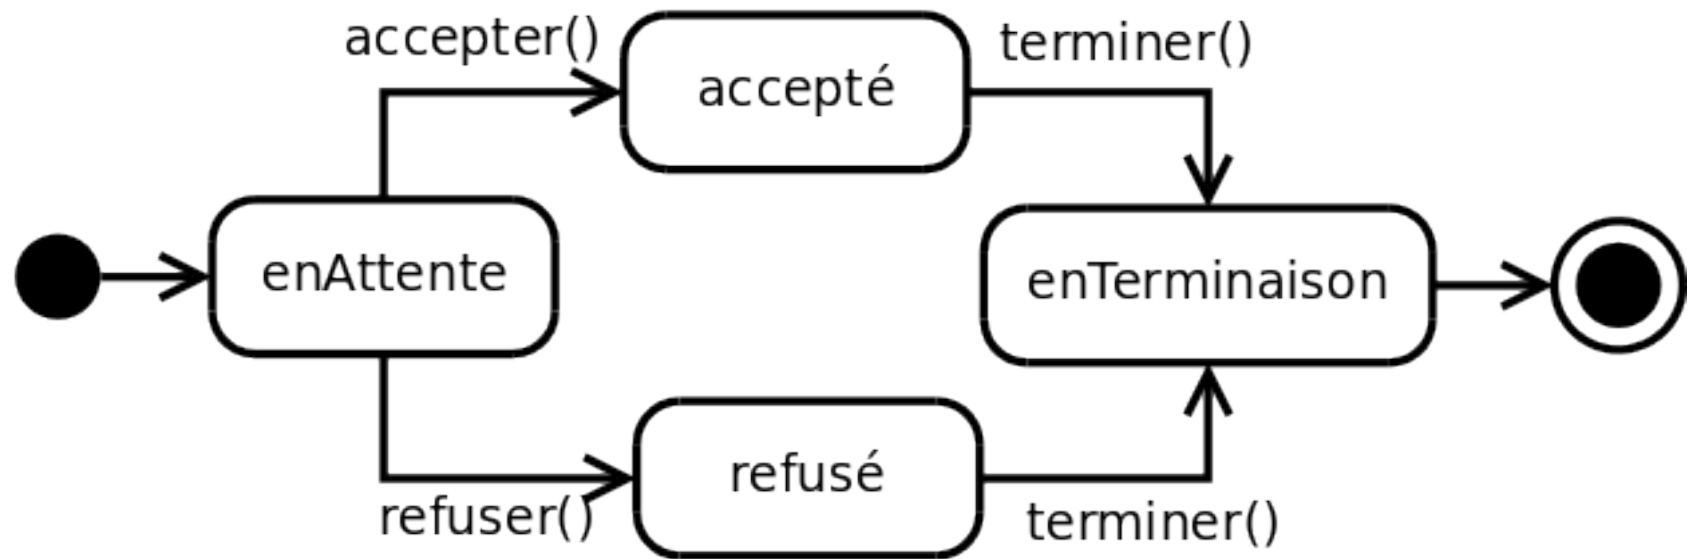 accepter()
accepté
terminer()
enAttente
enTerminaison
refusé
refuser()
terminer()